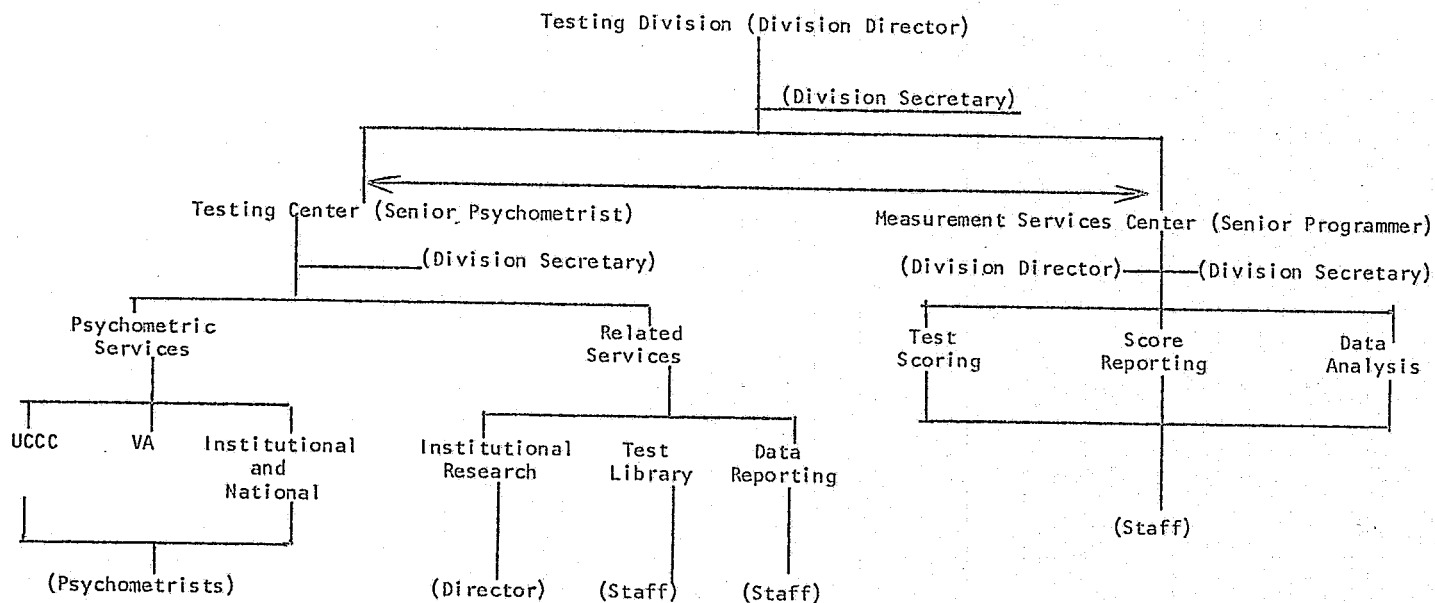 Testing Division (Division Director)
(Division Secretary)
Testing Center (Senior Psychometrist)
Measurement Services Center (Senior Programmer)
(Division Secretary)
(Division Director)
(Division Secretary)
Psychometric
Services
Related
Services
Test
Scoring
Score
Reporting
Data
Analysis
UCCC
VA
Institutional
and
National
Institutional
Research
Test
Library
Data
Reporting
(Staff)
(Psychometrists)
(Director)
(Staff)
(Staff)